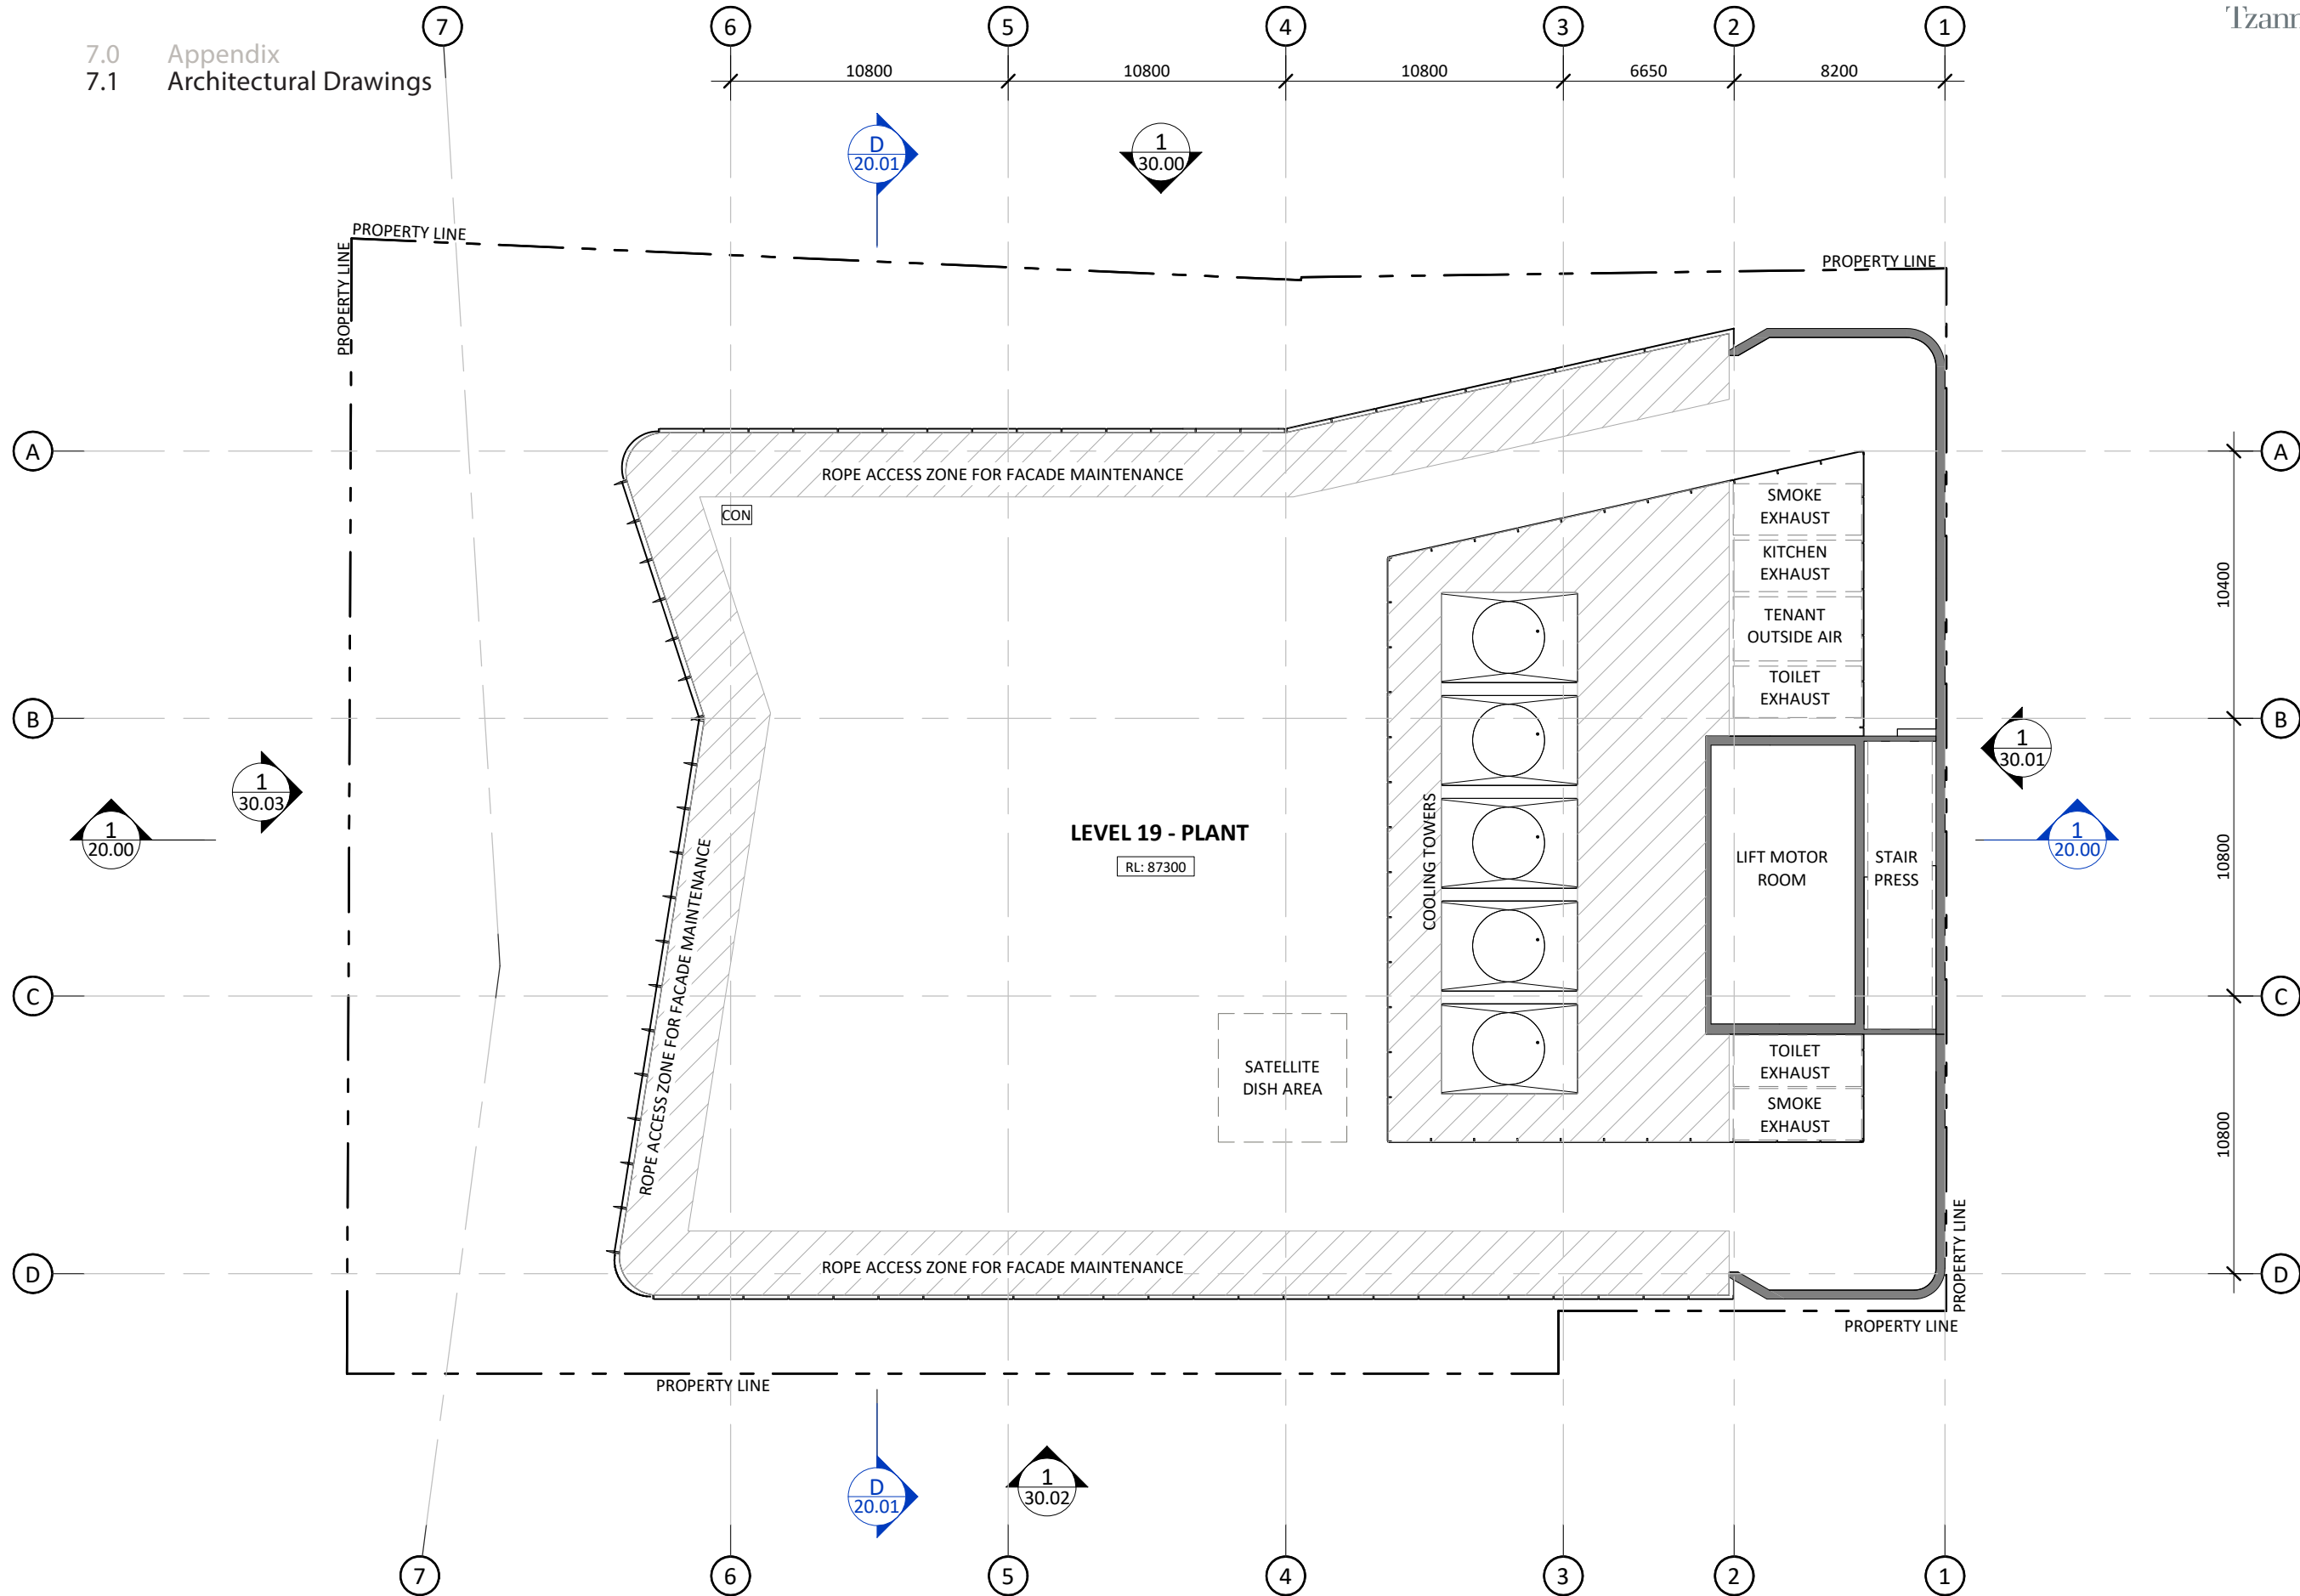 7 6 5 4 3 2 1
Tzann
7.0 Appendix
7.1 Architectural Drawings
10800 10800 10800 6650 8200
D
20.01
1
30.00
PROPERTY LINE
PROPERTY LINE
PROPERTY LINE
A A
ROPE ACCESS ZONE FOR FACADE MAINTENANCE
CON
SMOKE
EXHAUST
KITCHEN
EXHAUST
10400
TENANT
OUTSIDE AIR
TOILET
EXHAUST
B B
1
30.03
1
30.01
1
20.00
1
20.00
LEVEL 19 - PLANT
RL: 87300
COOLING TOWERS
LIFT MOTOR
ROOM
STAIR
PRESS
10800
ROPE ACCESS ZONE FOR FACADE MAINTENANCE
C C
SATELLITE
DISH AREA
TOILET
EXHAUST
SMOKE
EXHAUST
10800
PROPERTY LINE
ROPE ACCESS ZONE FOR FACADE MAINTENANCE
D D
PROPERTY LINE
PROPERTY LINE
D
20.01
1
30.02
7 6 5 4 3 2 1